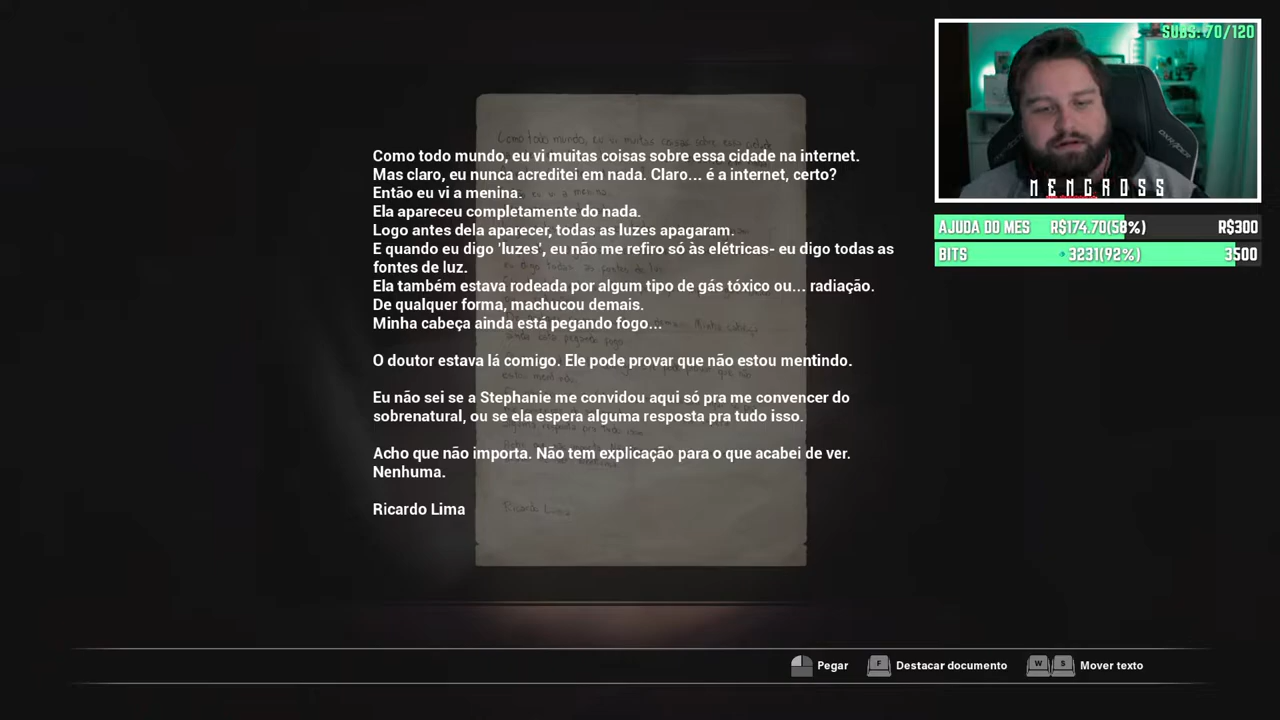 SUBS: 70/120
Como todo mundo, eu vi muitas coisas sobre essa cidade na internet.
Mas claro, eu nunca acreditei em nada. Claro... é a internet, certo?
Então eu vi a menina.
Ela apareceu completamente do nada.
Logo antes dela aparecer, todas as luzes apagaram.
E quando eu digo 'luzes', eu não me refiro só às elétricas- eu digo todas as
fontes de luz.
Ela também estava rodeada por algum tipo de gás tóxico ou... radiação.
De qualquer forma, machucou demais.
Minha cabeça ainda está pegando fogo...
O doutor estava lá comigo. Ele pode provar que não estou mentindo.
Eu não sei se a Stephanie me convidou aqui só pra me convencer do
sobrenatural, ou se ela espera alguma resposta pra tudo isso.
Acho que não importa. Não tem explicação para o que acabei de ver.
Nenhuma.
Ricardo Lima
MENCROSS
AJUDA DO MES R$174.70(58%) R$300
BITS 3231(92%) 3500
Pegar
F Destacar documento
W S Mover texto